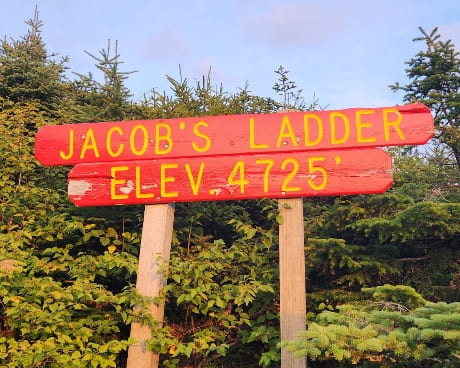 JACOB'S LADDER
ELEV. 4725'